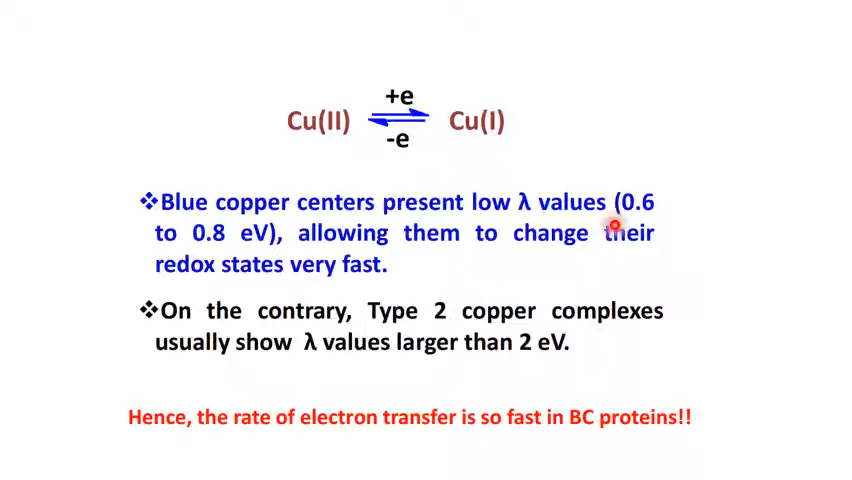 +e
Cu(II) ⇌ Cu(I)
-e
❖Blue copper centers present low λ values (0.6
to 0.8 eV), allowing them to change their
redox states very fast.
❖On the contrary, Type 2 copper complexes
usually show λ values larger than 2 eV.
Hence, the rate of electron transfer is so fast in BC proteins!!